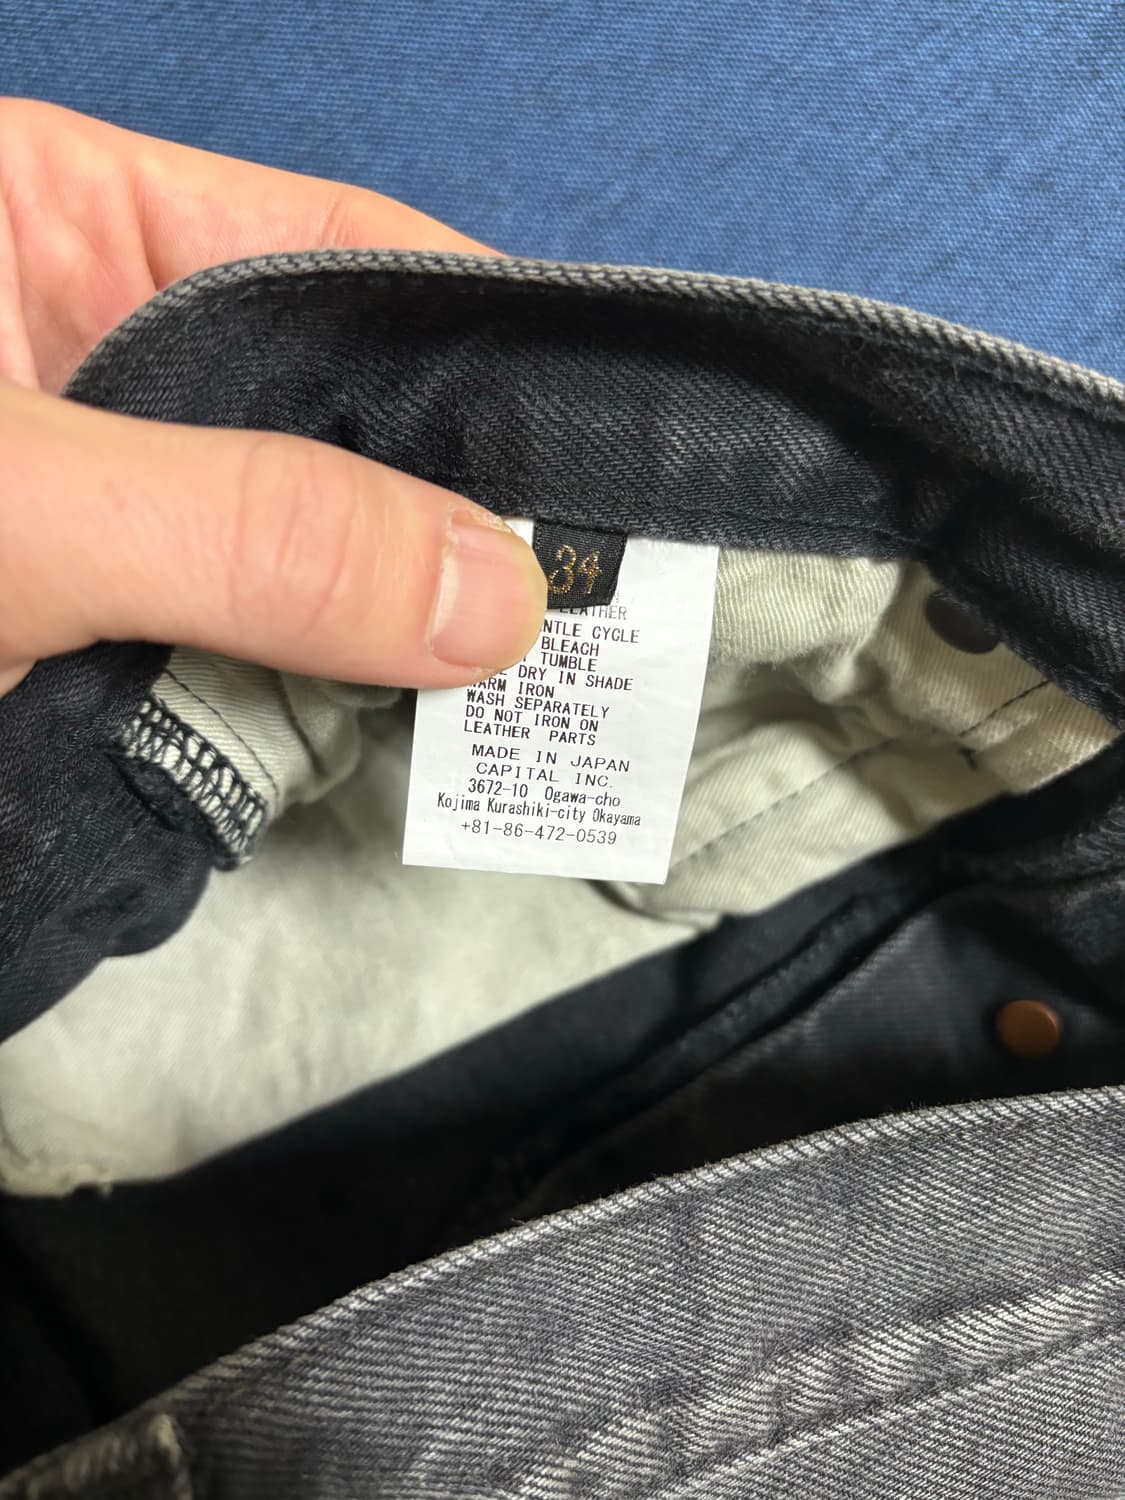 34
LEATHER
NTLE CYCLE
BLEACH
TUMBLE
DRY IN SHADE
WARM IRON
WASH SEPARATELY
DO NOT IRON ON
LEATHER PARTS
MADE IN JAPAN
CAPITAL INC.
3672-10 Ogawa-cho
Kojima Kurashiki-city Okayama
+81-86-472-0539